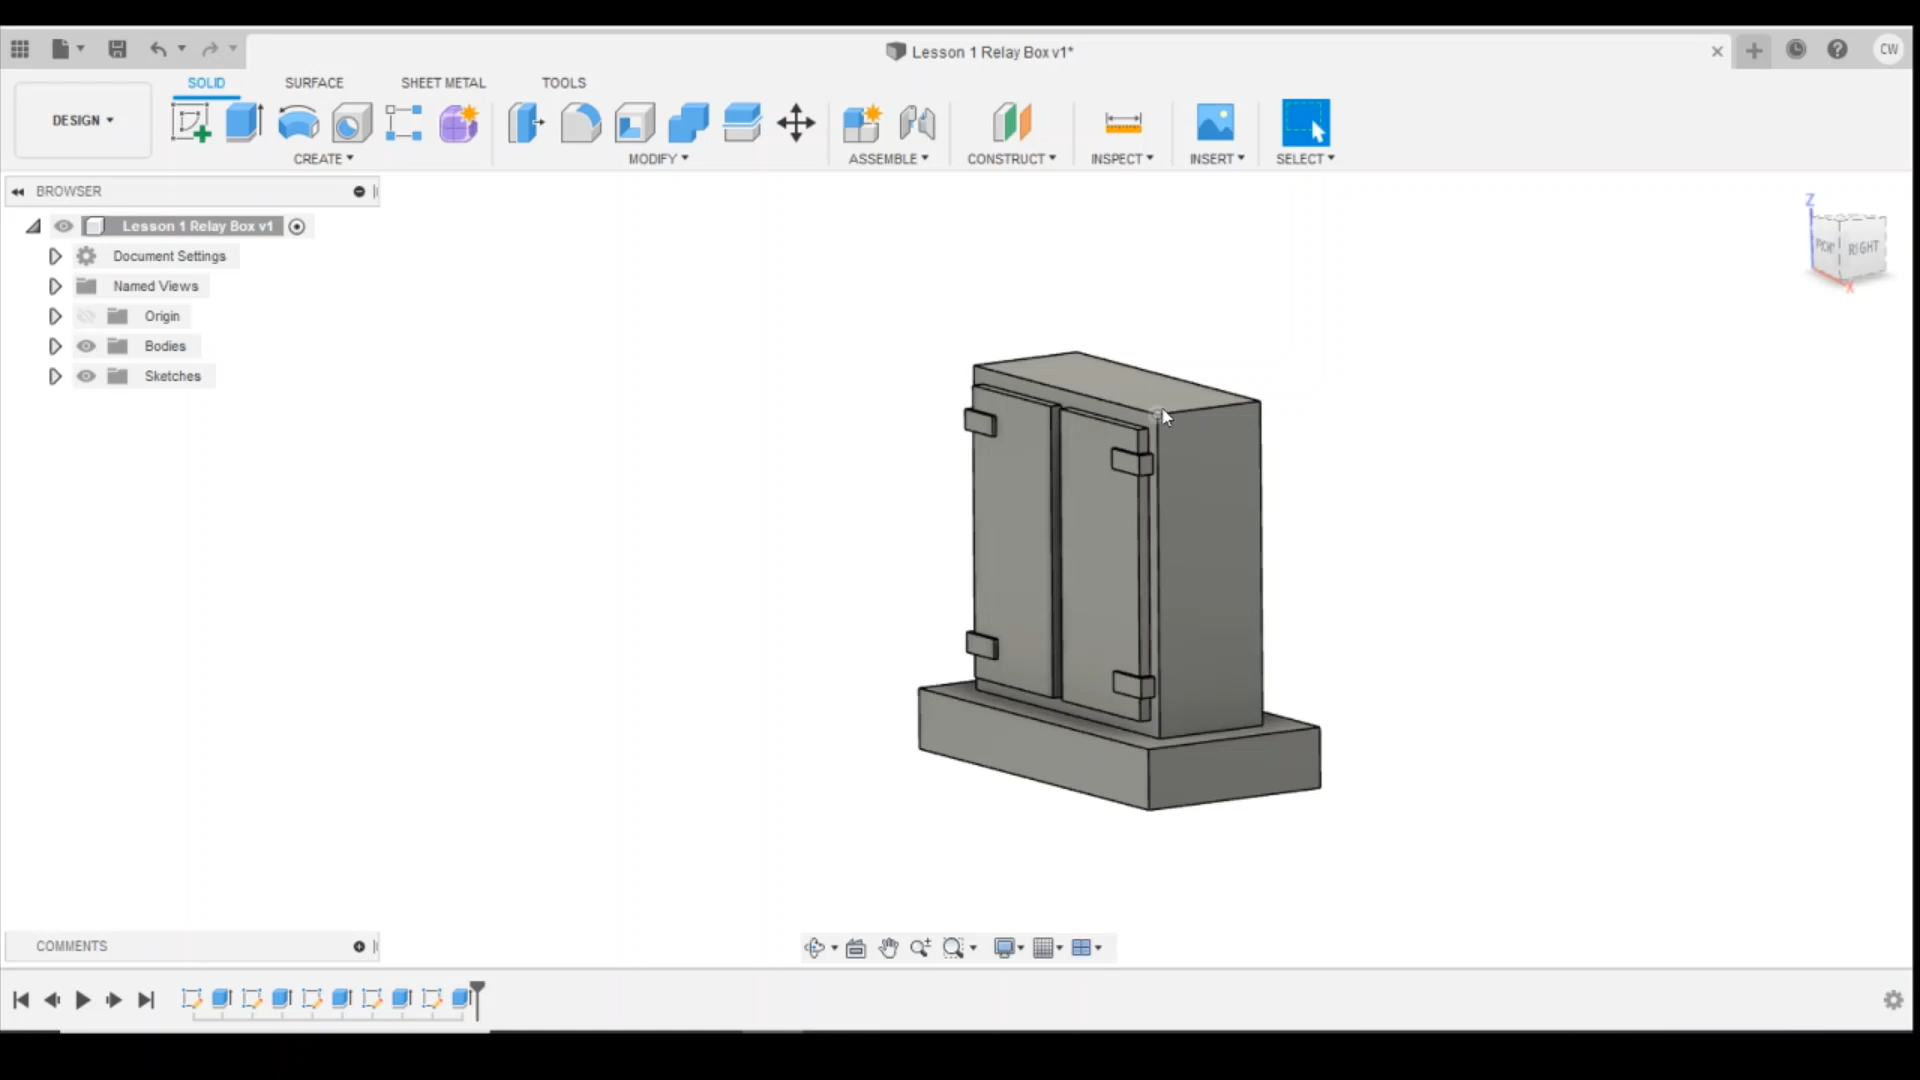 Lesson 1 Relay Box v1*
CW
SOLID SURFACE SHEET METAL TOOLS
DESIGN
CREATE MODIFY ASSEMBLE CONSTRUCT INSPECT INSERT SELECT
BROWSER
Lesson 1 Relay Box v1
Document Settings
Named Views
Origin
Bodies
Sketches
Z
RIGHT
X
COMMENTS